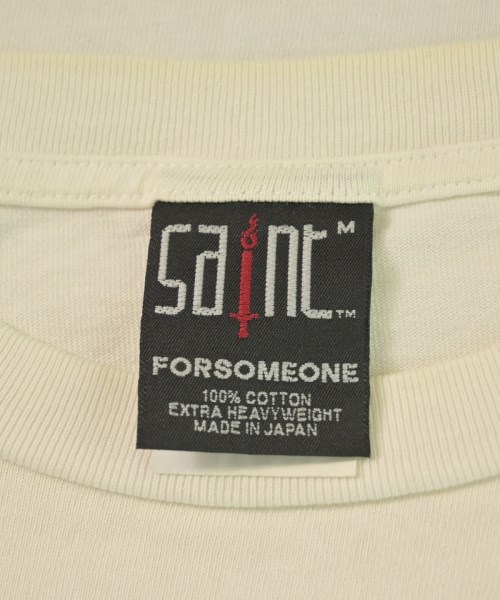 saint M
™
FORSOMEONE
100% COTTON
EXTRA HEAVYWEIGHT
MADE IN JAPAN